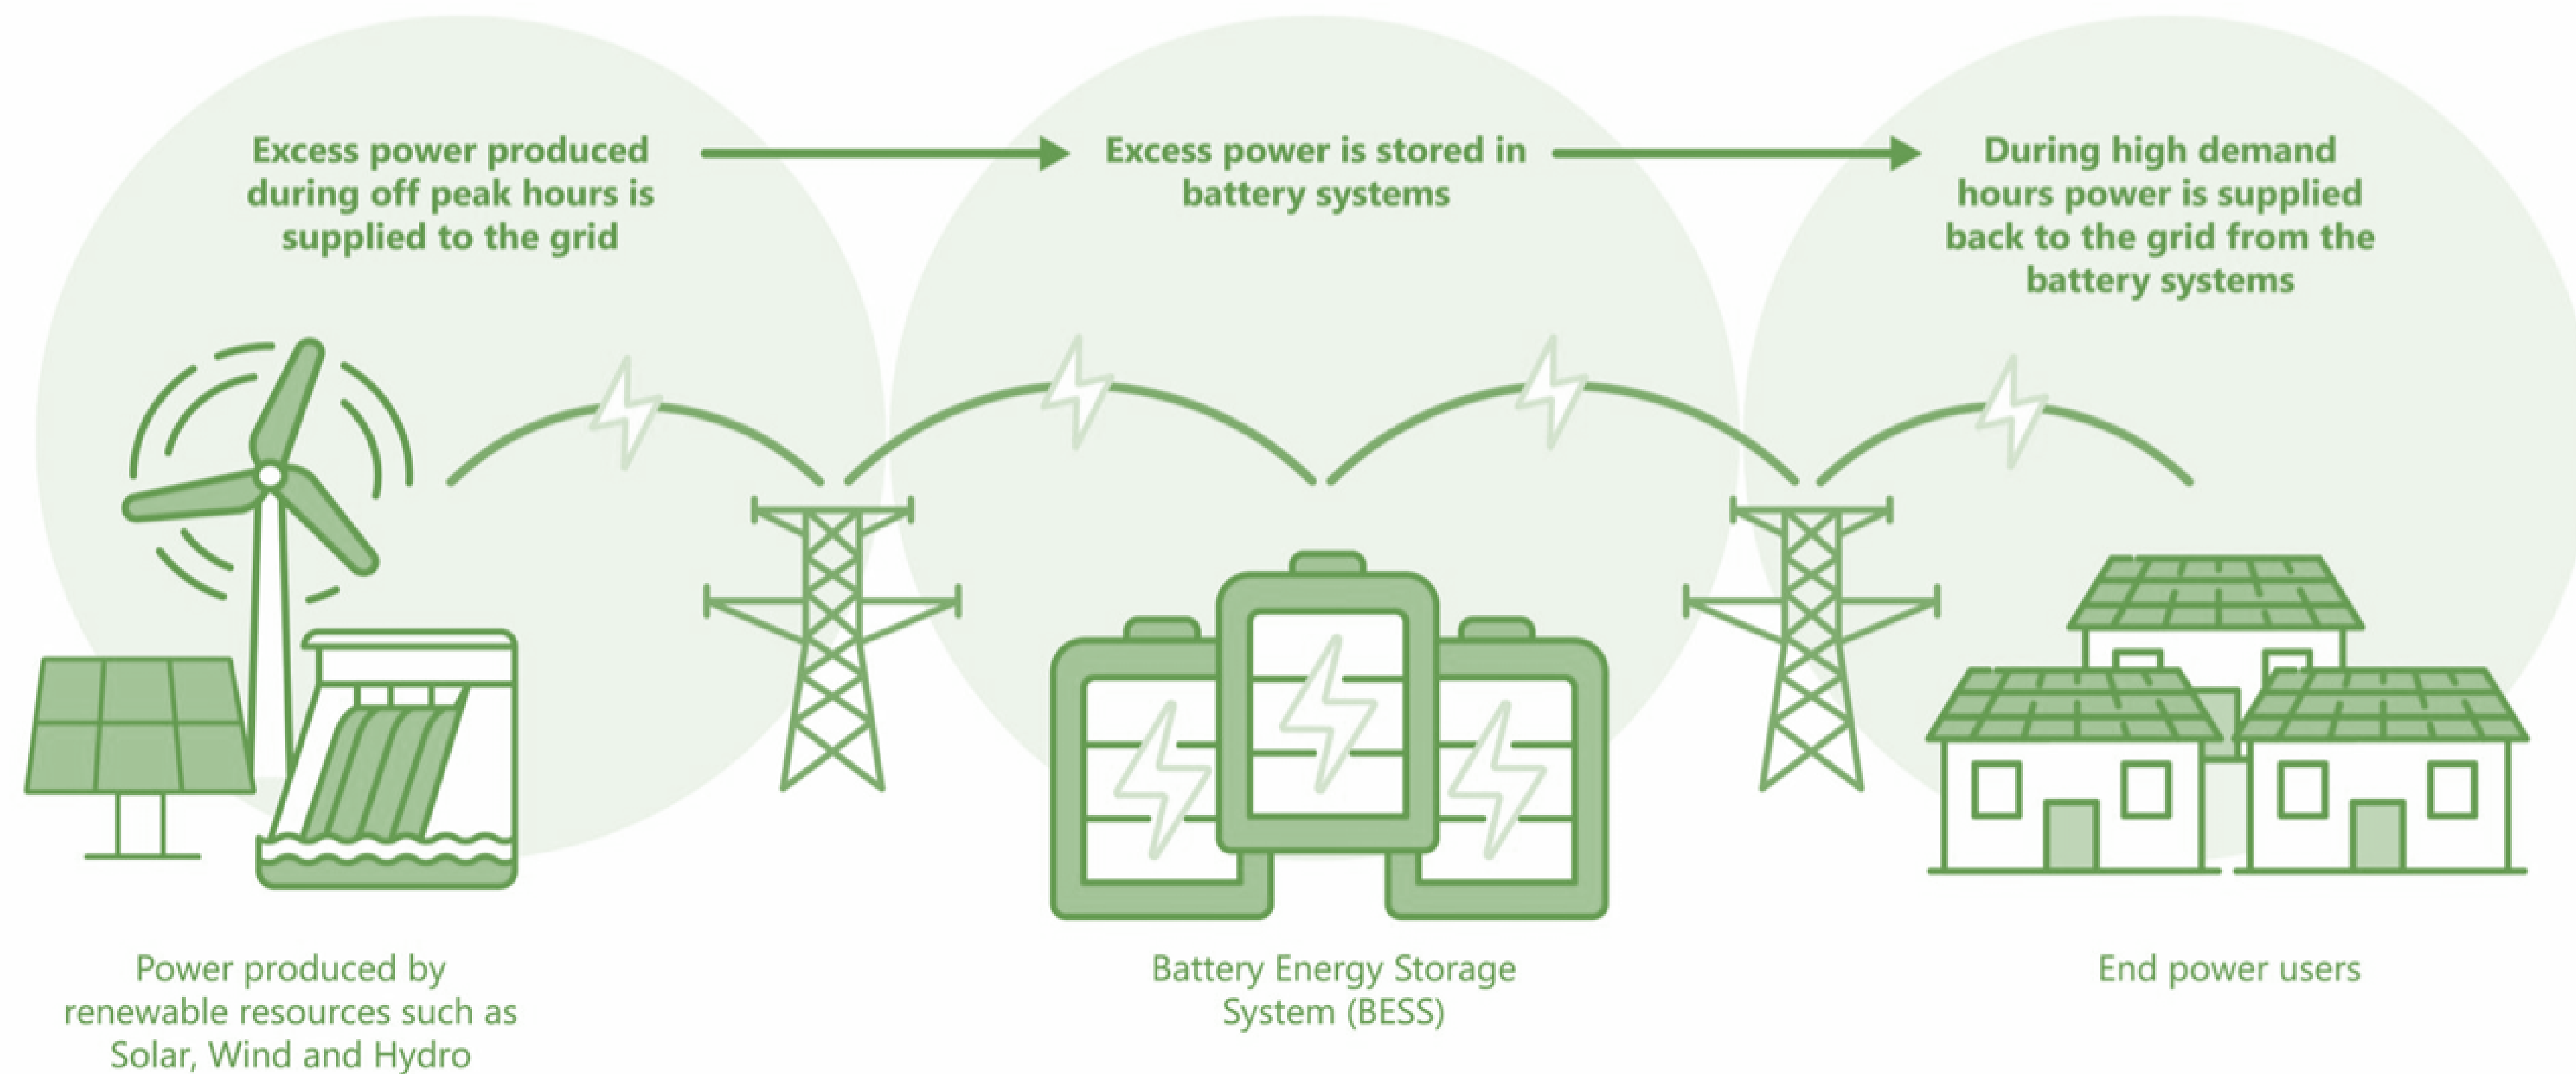 Excess power produced
during off peak hours is
supplied to the grid
Excess power is stored in
battery systems
During high demand
hours power is supplied
back to the grid from the
battery systems
Power produced by
renewable resources such as
Solar, Wind and Hydro
Battery Energy Storage
System (BESS)
End power users